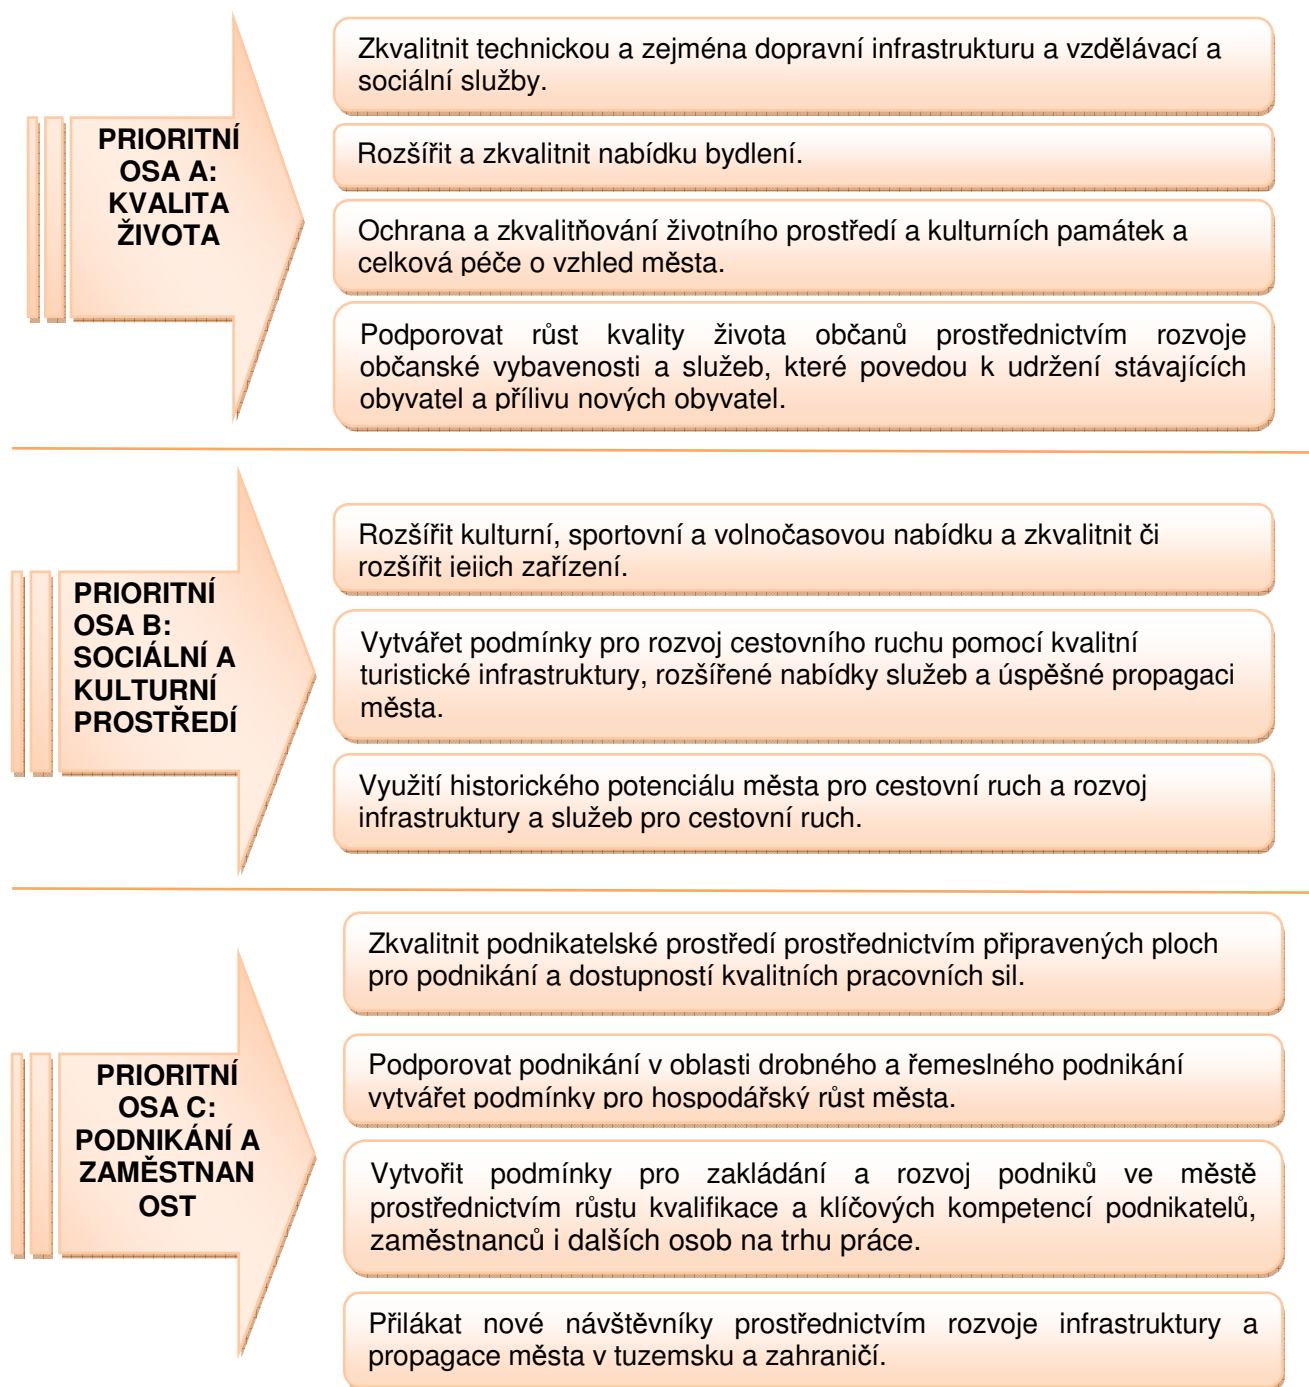 PRIORITNÍ
OSA A:
KVALITA
ŽIVOTA
Zkvalitnit technickou a zejména dopravní infrastrukturu a vzdělávací a
sociální služby.
Rozšířit a zkvalitnit nabídku bydlení.
Ochrana a zkvalitňování životního prostředí a kulturních památek a
celková péče o vzhled města.
Podporovat růst kvality života občanů prostřednictvím rozvoje
občanské vybavenosti a služeb, které povedou k udržení stávajících
obyvatel a přílivu nových obyvatel.
PRIORITNÍ
OSA B:
SOCIÁLNÍ A
KULTURNÍ
PROSTŘEDÍ
Rozšířit kulturní, sportovní a volnočasovou nabídku a zkvalitnit či
rozšířit jejich zařízení.
Vytvářet podmínky pro rozvoj cestovního ruchu pomocí kvalitní
turistické infrastruktury, rozšířené nabídky služeb a úspěšné propagaci
města.
Využití historického potenciálu města pro cestovní ruch a rozvoj
infrastruktury a služeb pro cestovní ruch.
PRIORITNÍ
OSA C:
PODNIKÁNÍ A
ZAMĚSTNAN
OST
Zkvalitnit podnikatelské prostředí prostřednictvím připravených ploch
pro podnikání a dostupností kvalitních pracovních sil.
Podporovat podnikání v oblasti drobného a řemeslného podnikání
vytvářet podmínky pro hospodářský růst města.
Vytvořit podmínky pro zakládání a rozvoj podniků ve městě
prostřednictvím růstu kvalifikace a klíčových kompetencí podnikatelů,
zaměstnanců i dalších osob na trhu práce.
Přilákat nové návštěvníky prostřednictvím rozvoje infrastruktury a
propagace města v tuzemsku a zahraničí.